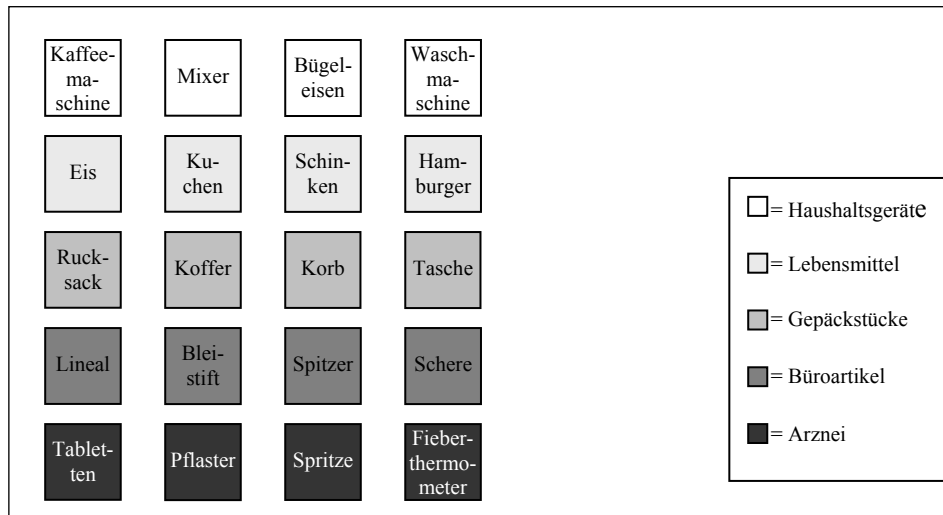 Kaffee-
ma-
schine
Mixer
Bügel-
eisen
Wasch-
ma-
schine
Eis
Ku-
chen
Schin-
ken
Ham-
burger
Ruck-
sack
Koffer
Korb
Tasche
Lineal
Blei-
stift
Spitzer
Schere
Tablet-
ten
Pflaster
Spritze
Fieber-
thermo-
meter
= Haushaltsgeräte
= Lebensmittel
= Gepäckstücke
= Büroartikel
= Arznei